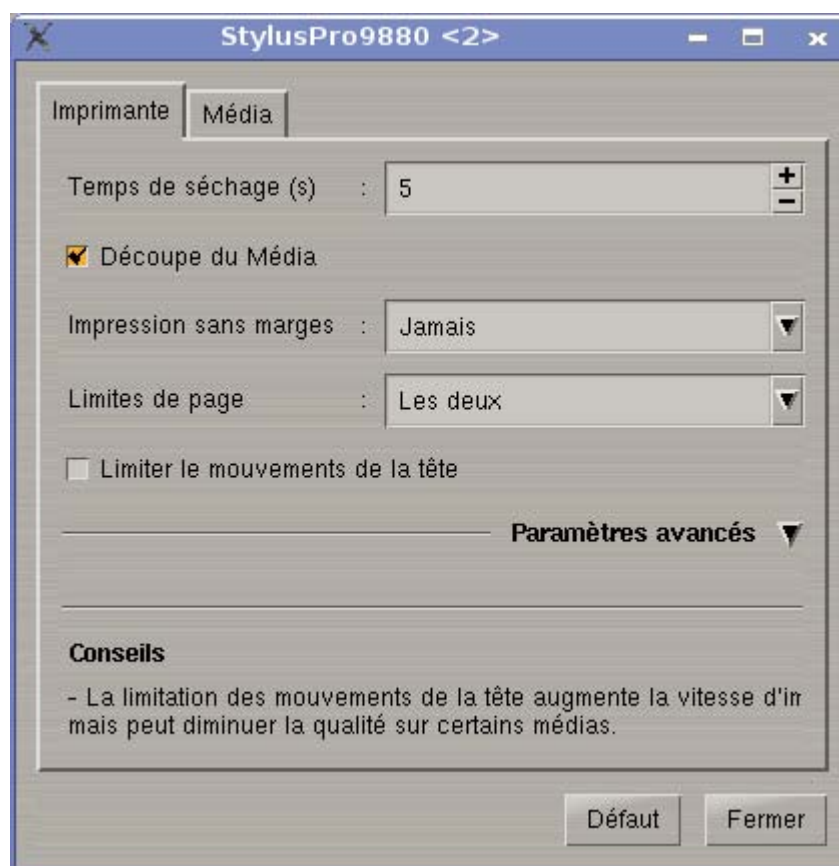 StylusPro9880 <2>
Imprimante Média
Temps de séchage (s) : 5
Découpe du Média
Impression sans marges : Jamais
Limites de page : Les deux
Limiter le mouvements de la tête
Paramètres avancés
Conseils
- La limitation des mouvements de la tête augmente la vitesse
mais peut diminuer la qualité sur certains médias.
Défaut Fermer